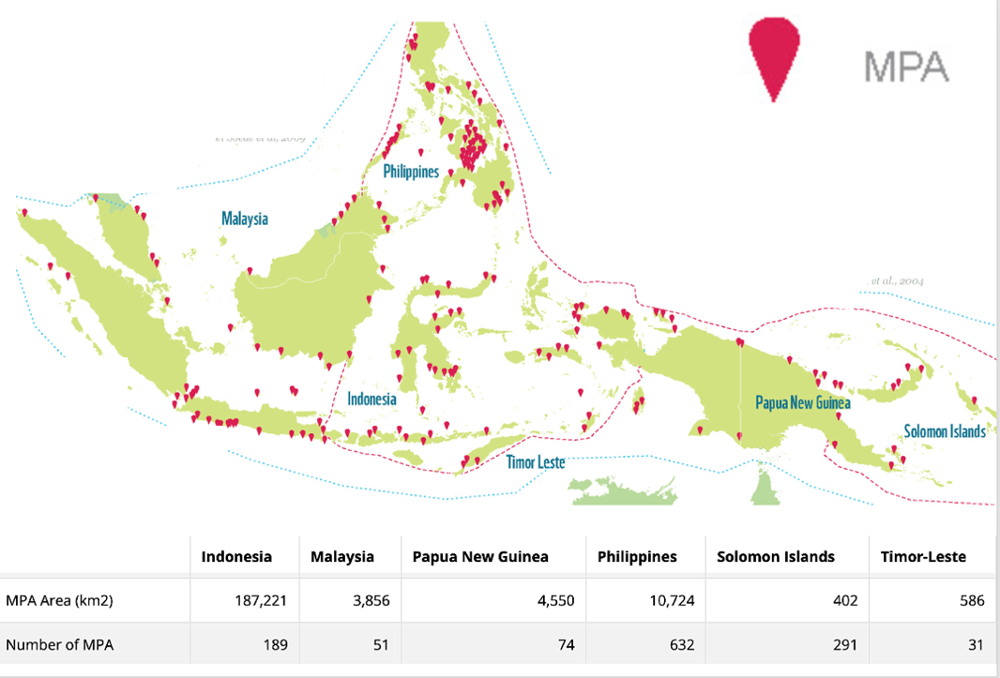 MPA
et al., 2004
Philippines
Malaysia
Indonesia
Papua New Guinea
Solomon Islands
Timor Leste
Indonesia Malaysia Papua New Guinea Philippines Solomon Islands Timor-Leste
MPA Area (km2) 187,221 3,856 4,550 10,724 402 586
Number of MPA 189 51 74 632 291 31